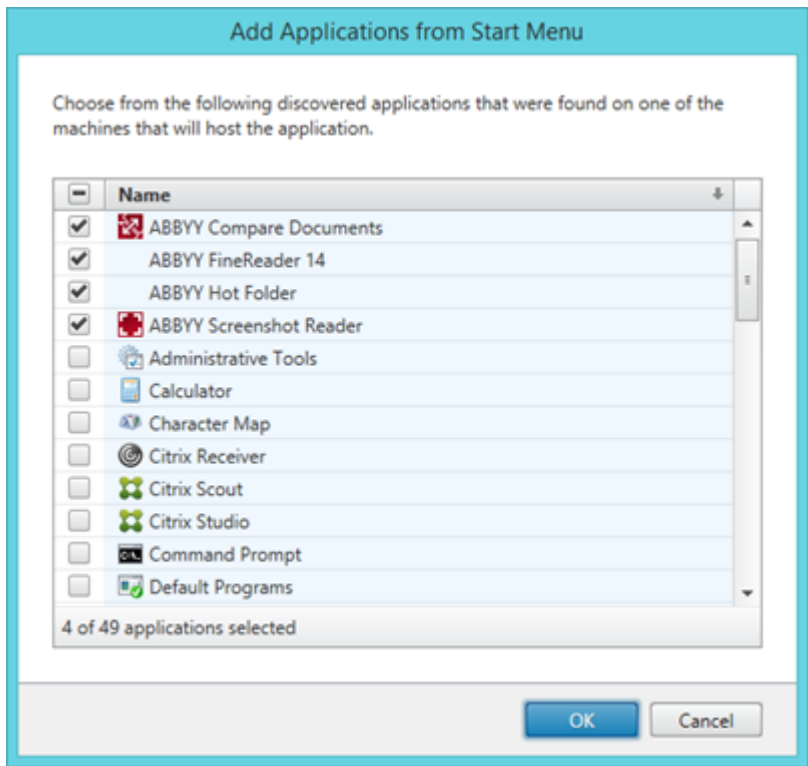 Add Applications from Start Menu
Choose from the following discovered applications that were found on one of the
machines that will host the application.
Name
ABBYY Compare Documents
ABBYY FineReader 14
ABBYY Hot Folder
ABBYY Screenshot Reader
Administrative Tools
Calculator
Character Map
Citrix Receiver
Citrix Scout
Citrix Studio
Command Prompt
Default Programs
4 of 49 applications selected
OK Cancel